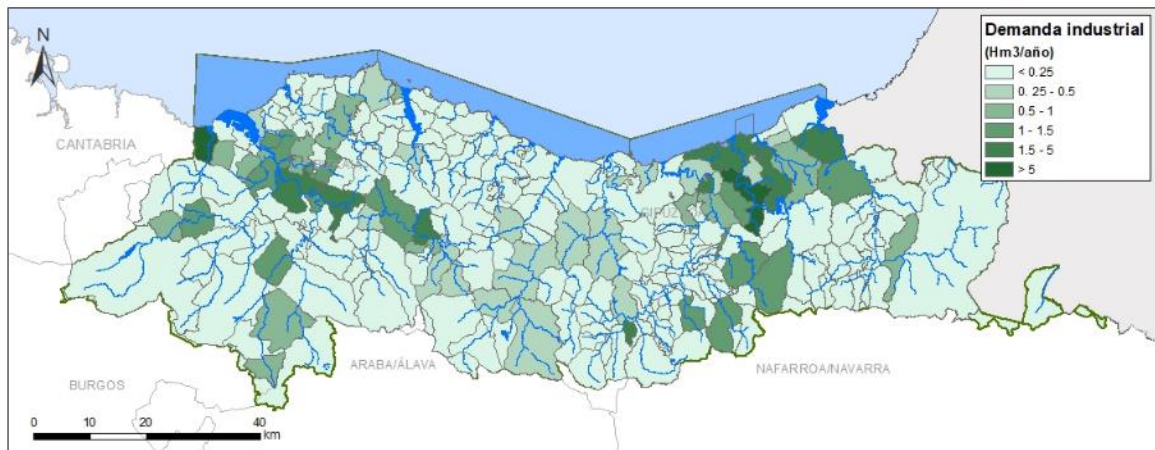 N
Demanda industrial
(Hm3/año)
< 0.25
0. 25 - 0.5
0.5 - 1
1 - 1.5
1.5 - 5
> 5
CANTABRIA
BURGOS
ARABA/ÁLAVA
NAFARROA/NAVARRA
0 10 20 40
km